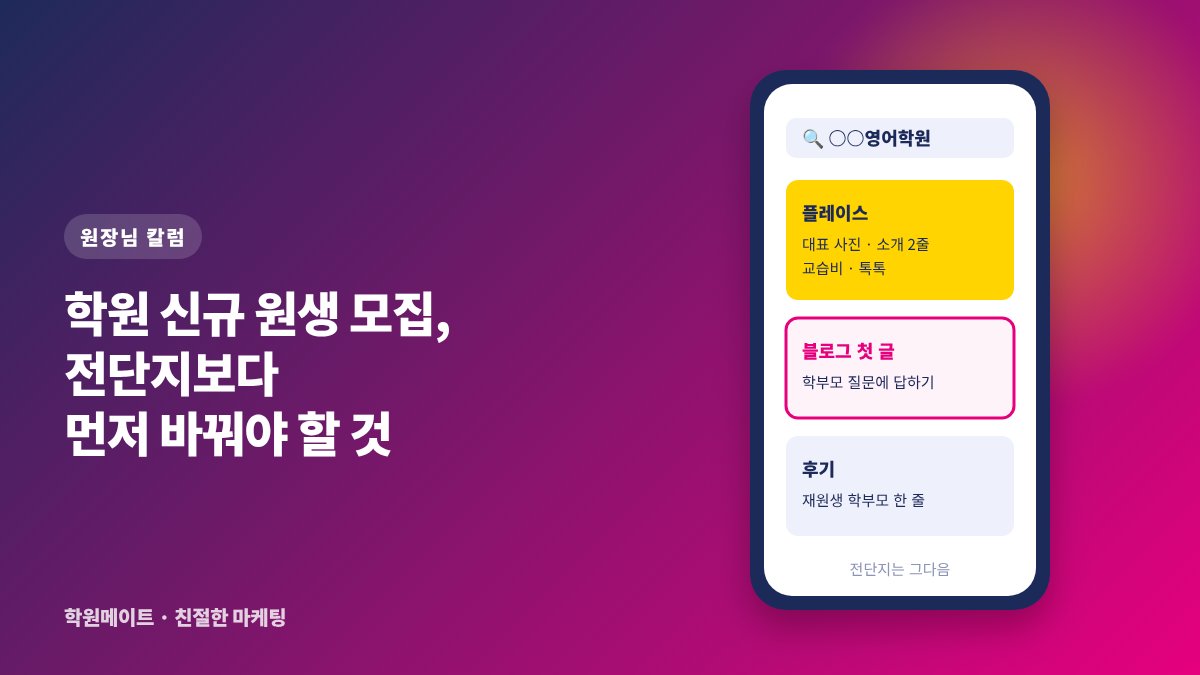 원장님 칼럼
학원 신규 원생 모집,
전단지보다
먼저 바꿔야 할 것
학원메이트 · 친절한 마케팅
🔍 ○○영어학원
플레이스
대표 사진 · 소개 2줄
교습비 · 톡톡
블로그 첫 글
학부모 질문에 답하기
후기
재원생 학부모 한 줄
전단지는 그다음